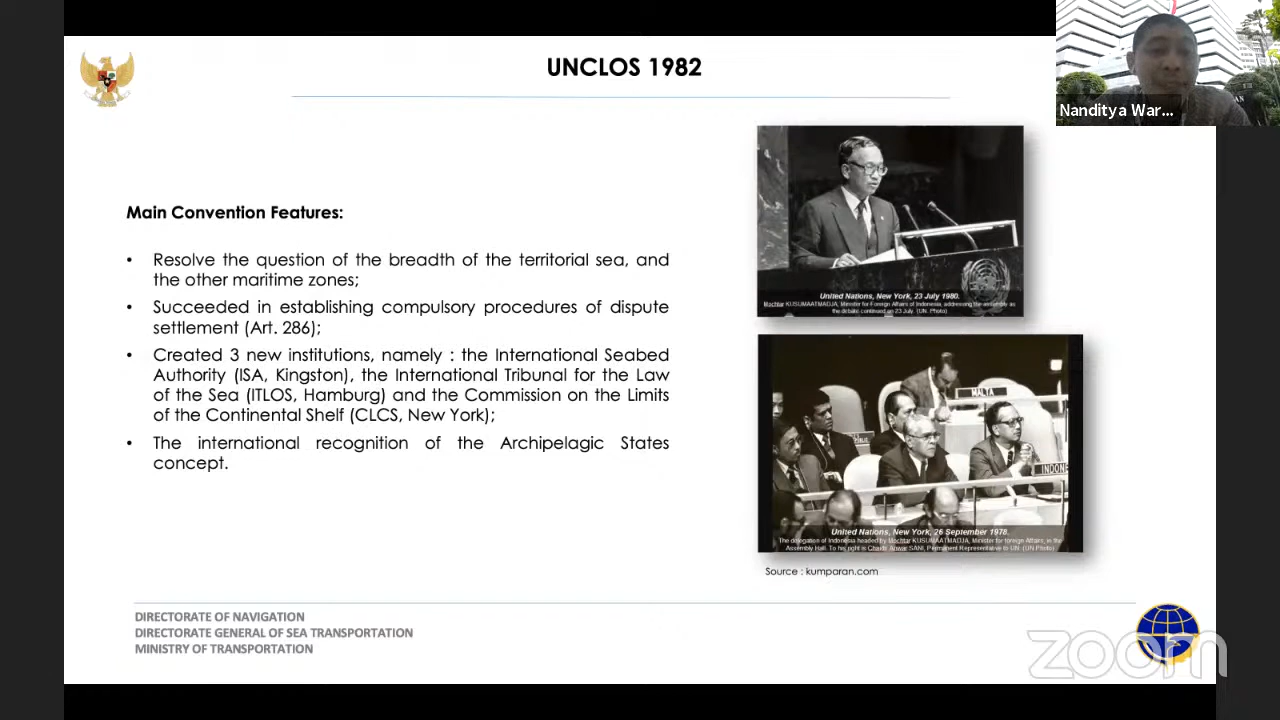 UNCLOS 1982
Nanditya War...
Main Convention Features:
• Resolve the question of the breadth of the territorial sea, and
the other maritime zones;
• Succeeded in establishing compulsory procedures of dispute
settlement (Art. 286);
• Created 3 new institutions, namely : the International Seabed
Authority (ISA, Kingston), the International Tribunal for the Law
of the Sea (ITLOS, Hamburg) and the Commission on the Limits
of the Continental Shelf (CLCS, New York);
• The international recognition of the Archipelagic States
concept.
United Nations, New York, 23 July 1980.
Mochtar KUSUMAATMADJA, Minister for Foreign Affairs of Indonesia, addressing the assembly as
the debate continued on 23 July. (UN Photo)
MALTA
INDONE
United Nations, New York, 26 September 1978.
The delegation of Indonesia headed by Mochtar KUSUMAATMADJA, Minister for foreign Affairs, in the
Assembly Hall. To his right is Chaidir Anwar SANI, Permanent Representative to UN. (UN Photo)
Source : kumparan.com
DIRECTORATE OF NAVIGATION
DIRECTORATE GENERAL OF SEA TRANSPORTATION
MINISTRY OF TRANSPORTATION
zoom